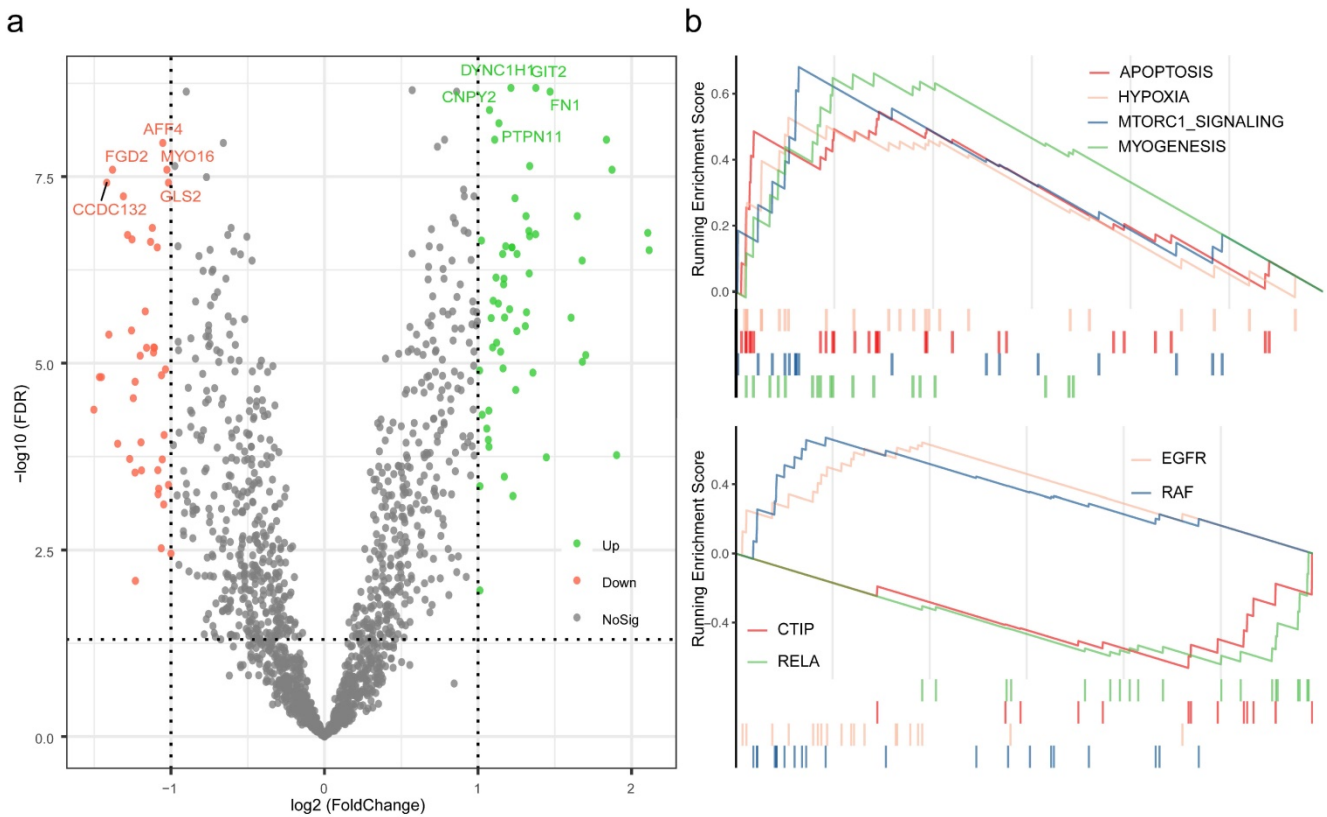 a
DYNC1H1 GIT2
CNPY2
FN1
AFF4
PTPN11
FGD2 MYO16
GLS2
CCDC132
7.5
5.0
2.5
0.0
−log10 (FDR)
Up
Down
NoSig
−1
0
1
2
log2 (FoldChange)
b
APOPTOSIS
HYPOXIA
MTORC1_SIGNALING
MYOGENESIS
0.6
0.4
0.2
0.0
Running Enrichment Score
EGFR
RAF
0.4
0.0
−0.4
Running Enrichment Score
CTIP
RELA